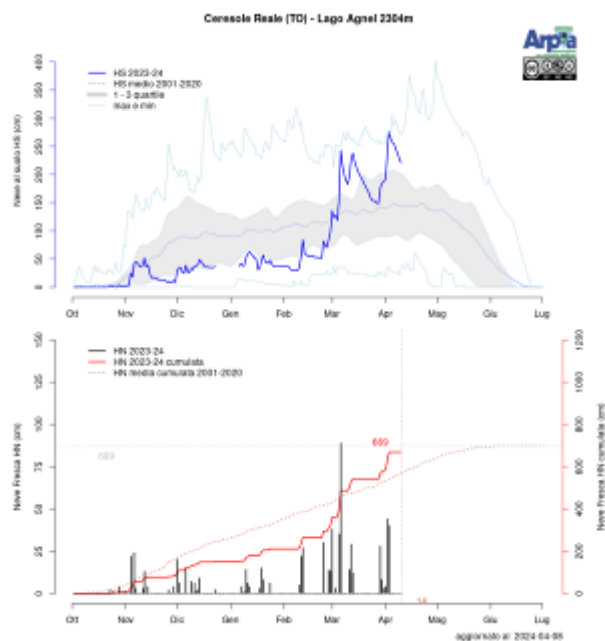 Ceresole Reale (TO) - Lago Agnel 2304m
Arpa
HS 2023-24
HS medio 2001-2020
1 - 3 quartile
max e min
Neve al suolo HS (cm)
400
350
300
250
200
150
100
50
0
Ott Nov Dic Gen Feb Mar Apr Mag Giu Lug
HN 2023-24
HN 2023-24 cumulata
HN media cumulata 2001-2020
Neve Fresca HN (cm)
150
125
100
75
50
25
0
669
699
14
1200
1000
800
600
400
200
0
Neve Fresca HN cumulata (cm)
Ott Nov Dic Gen Feb Mar Apr Mag Giu Lug
aggiornato al 2024-04-08